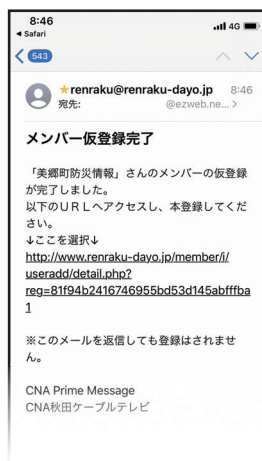 8:46
4G
◀ Safari
543
★renraku@renraku-dayo.jp 8:46
宛先: @ezweb.ne... >
メンバー仮登録完了
「美郷町防災情報」さんのメンバーの仮登録
が完了しました。
以下のＵＲＬへアクセスし、本登録してくだ
さい。
↓ここを選択↓
http://www.renraku-dayo.jp/member/i/
useradd/detail.php?
reg=81f94b2416746955bd53d145abfffba
1
※このメールを返信しても登録はされませ
ん。
CNA Prime Message
CNA秋田ケーブルテレビ